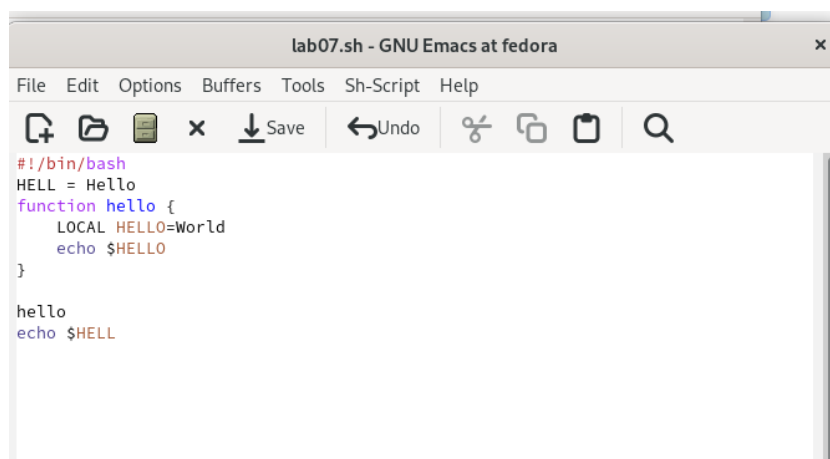 lab07.sh - GNU Emacs at fedora ×
File Edit Options Buffers Tools Sh-Script Help
Save Undo
#!/bin/bash
HELL = Hello
function hello {
    LOCAL HELLO=World
    echo $HELLO
}
hello
echo $HELL